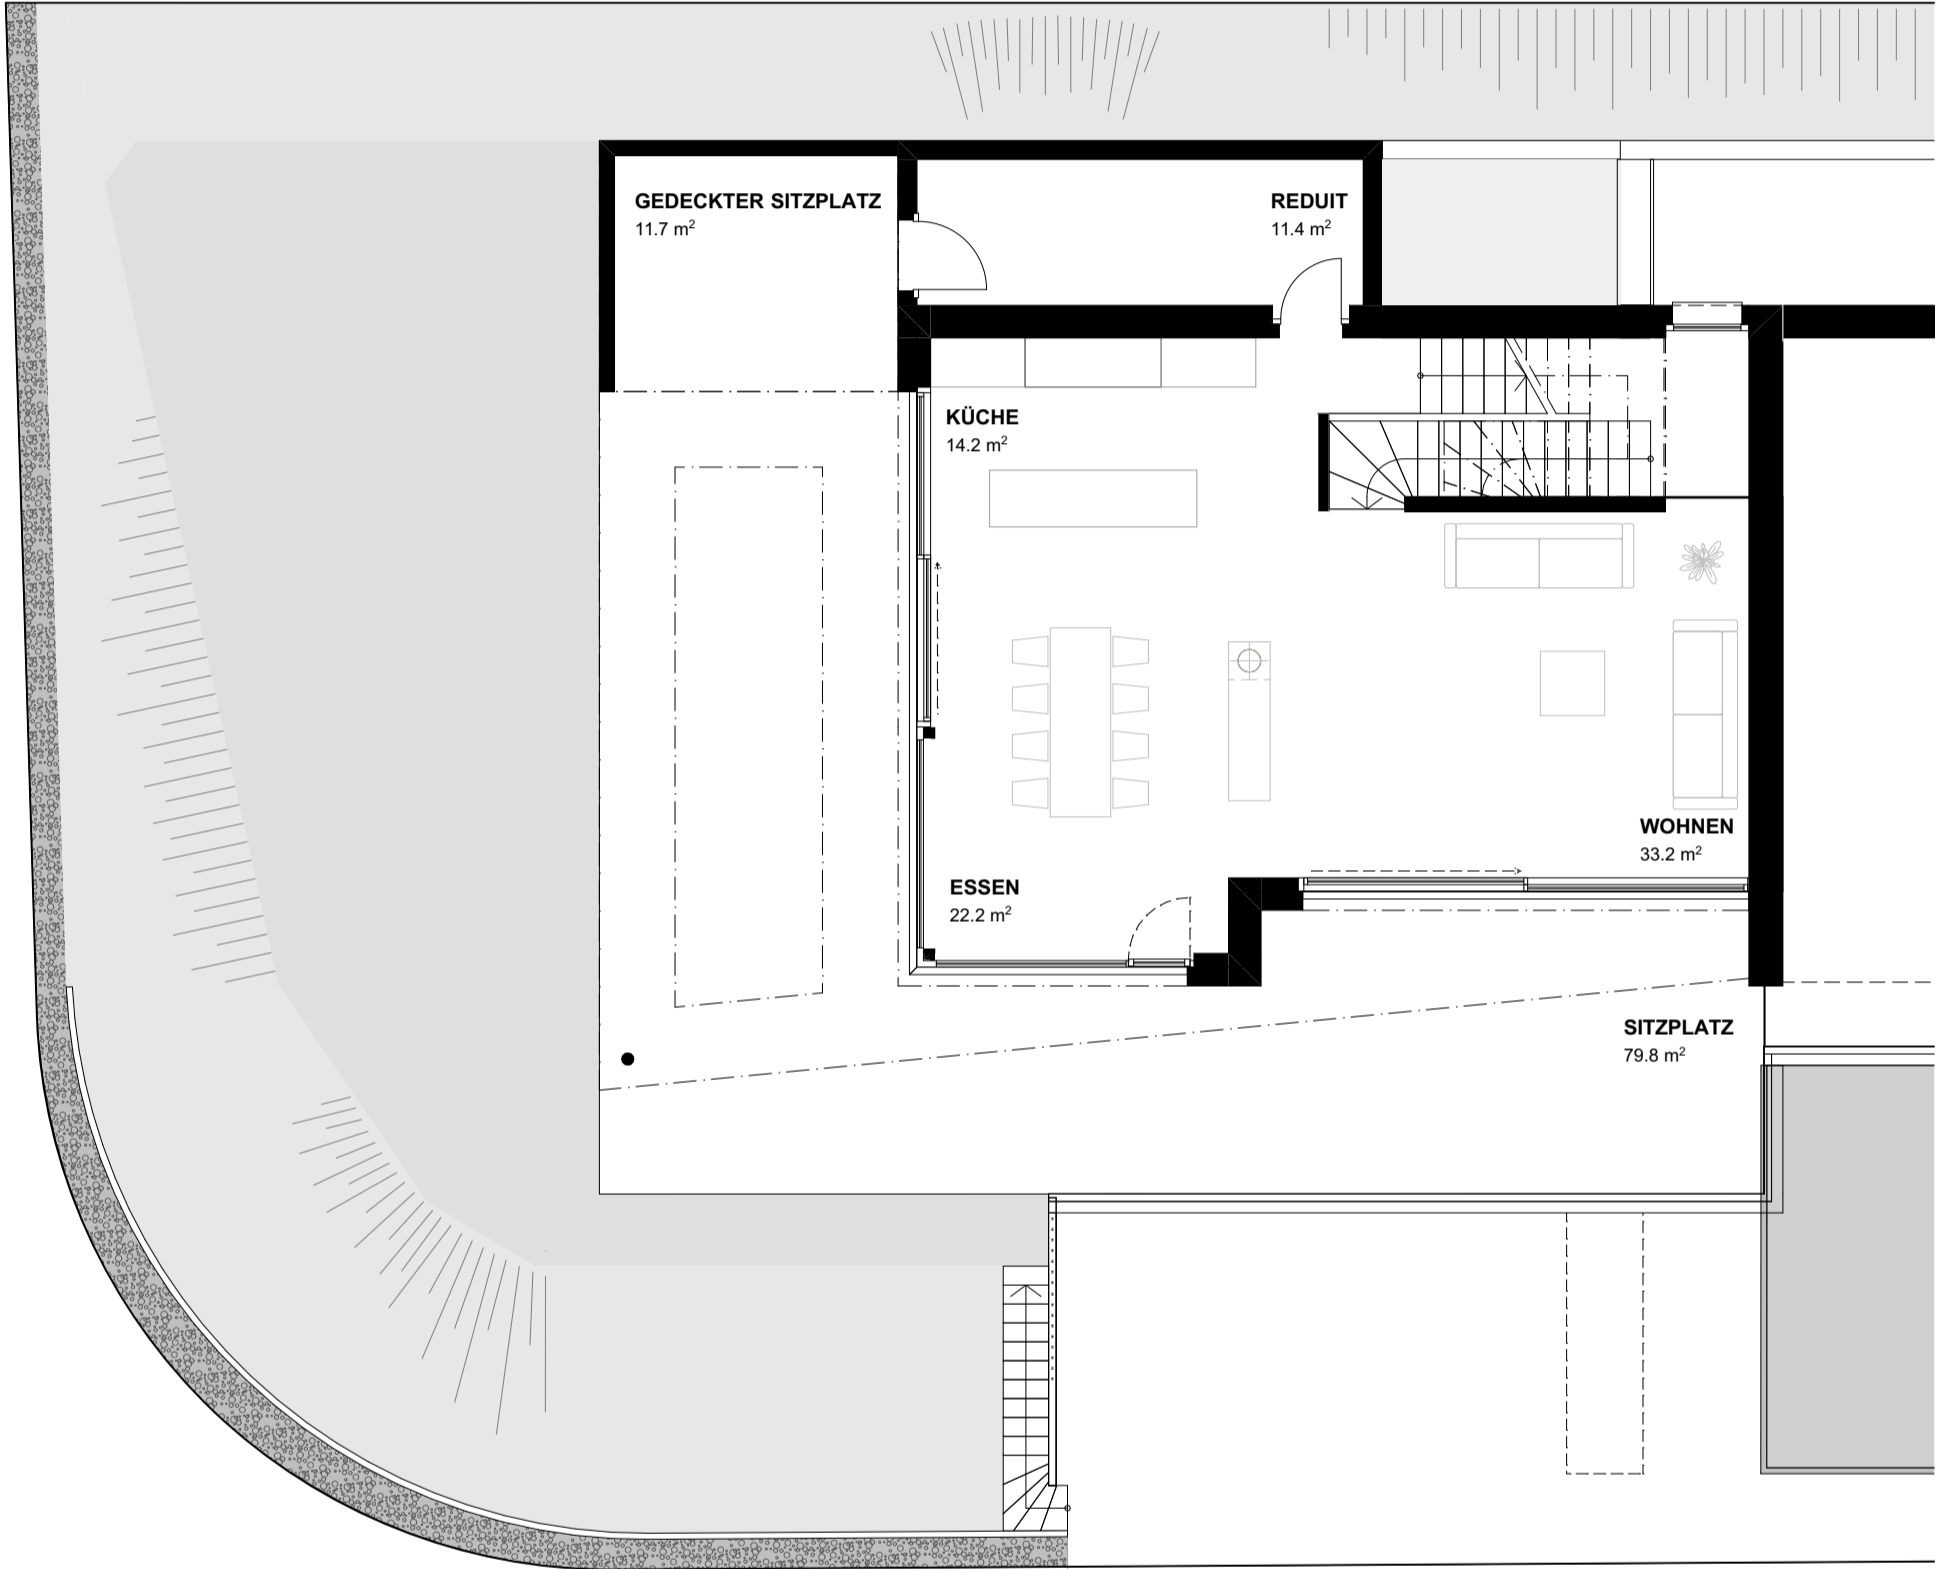 GEDECKTER SITZPLATZ
11.7 m²
REDUIT
11.4 m²
KÜCHE
14.2 m²
WOHNEN
33.2 m²
ESSEN
22.2 m²
SITZPLATZ
79.8 m²